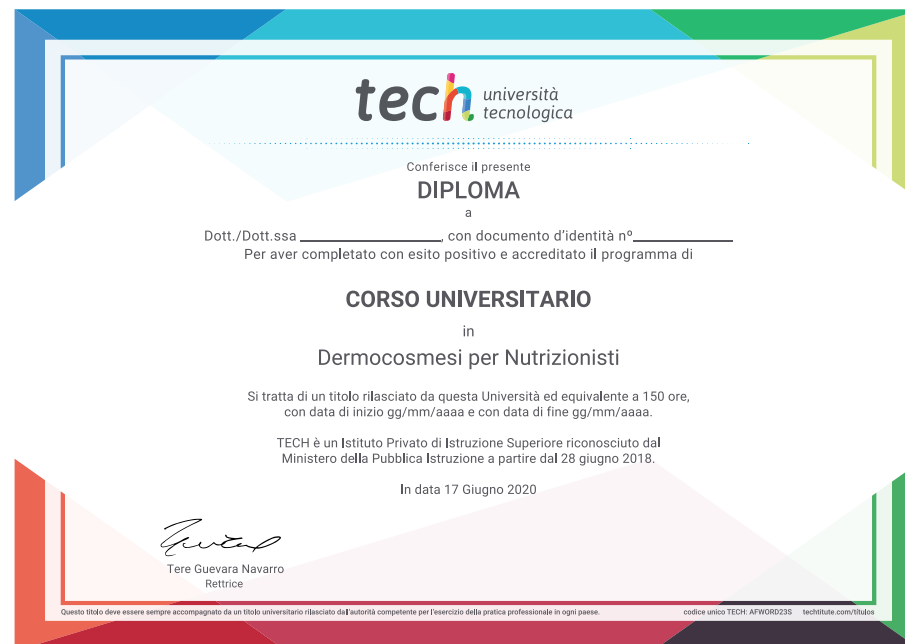 tech università
tecnologica
Conferisce il presente
DIPLOMA
a
Dott./Dott.ssa ____________________, con documento d'identità nº______________
Per aver completato con esito positivo e accreditato il programma di
CORSO UNIVERSITARIO
in
Dermocosmesi per Nutrizionisti
Si tratta di un titolo rilasciato da questa Università ed equivalente a 150 ore,
con data di inizio gg/mm/aaaa e con data di fine gg/mm/aaaa.
TECH è un Istituto Privato di Istruzione Superiore riconosciuto dal
Ministero della Pubblica Istruzione a partire dal 28 giugno 2018.
In data 17 Giugno 2020
Tere Guevara Navarro
Rettrice
Questo titolo deve essere sempre accompagnato da un titolo universitario rilasciato dall'autorità competente per l'esercizio della pratica professionale in ogni paese. codice unico TECH: AFWORD23S techtitute.com/titulos